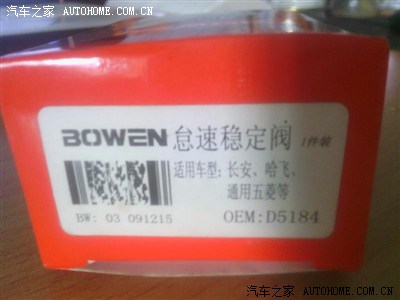 汽车之家 AUTOHOME.COM.CN
BOWEN 怠速稳定阀 1件装
适用车型：长安、哈飞、
通用五菱等
BW: 03 091215 OEM:D5184
汽车之家 AUTOHOME.COM.CN